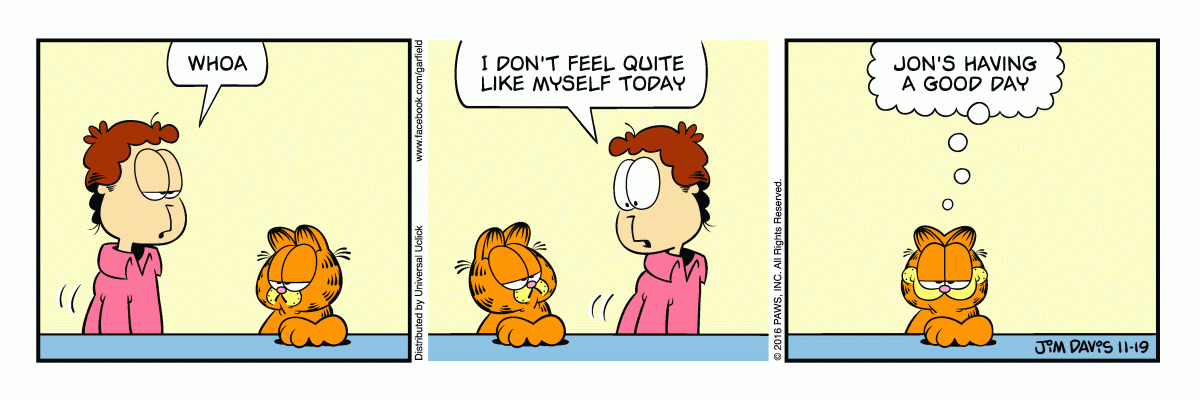 WHOA
www.facebook.com/garfield
Distributed by Universal Uclick
I DON'T FEEL QUITE
LIKE MYSELF TODAY
© 2016 PAWS, INC. All Rights Reserved.
JON'S HAVING
A GOOD DAY
JIM DAVIS 11-19